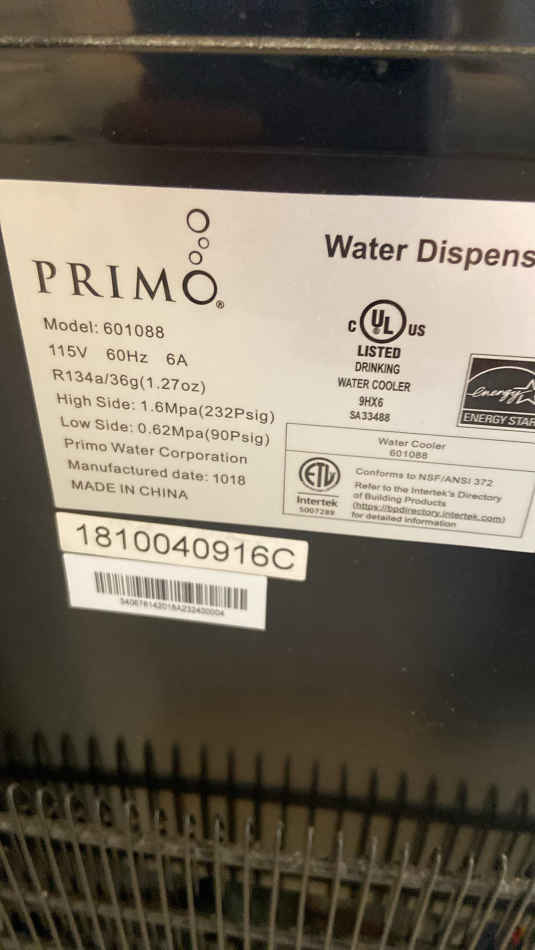 PRIMO®
Water Dispens
Model: 601088
115V 60Hz 6A
R134a/36g(1.27oz)
High Side: 1.6Mpa(232Psig)
Low Side: 0.62Mpa(90Psig)
Primo Water Corporation
Manufactured date: 1018
MADE IN CHINA
C UL US
LISTED
DRINKING
WATER COOLER
9HX6
SA33488
energy
ENERGY STAR
Water Cooler
601088
ETL
Intertek
5007289
Conforms to NSF/ANSI 372
Refer to the Intertek's Directory
of Building Products
(https://bpdirectory.intertek.com)
for detailed information
1810040916C